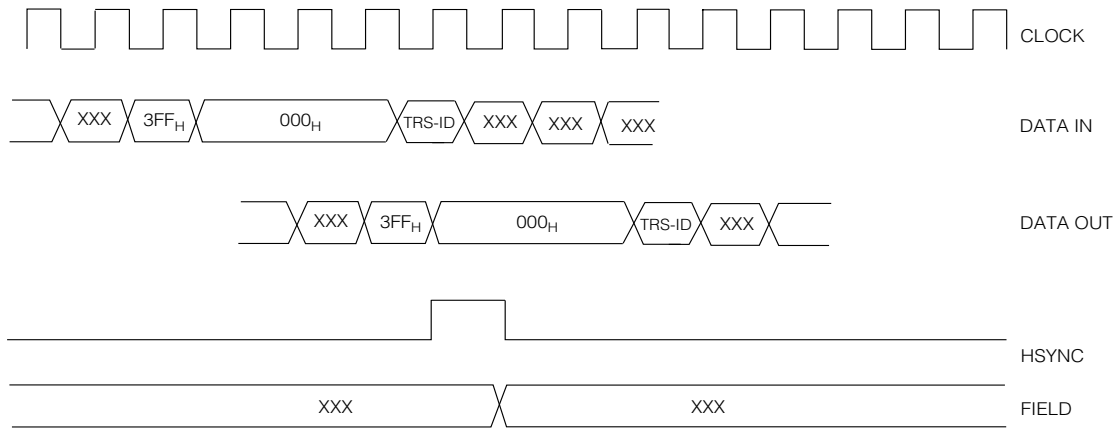 CLOCK
XXX 3FFH 000H TRS-ID XXX XXX XXX DATA IN
XXX 3FFH 000H TRS-ID XXX DATA OUT
HSYNC
XXX XXX FIELD